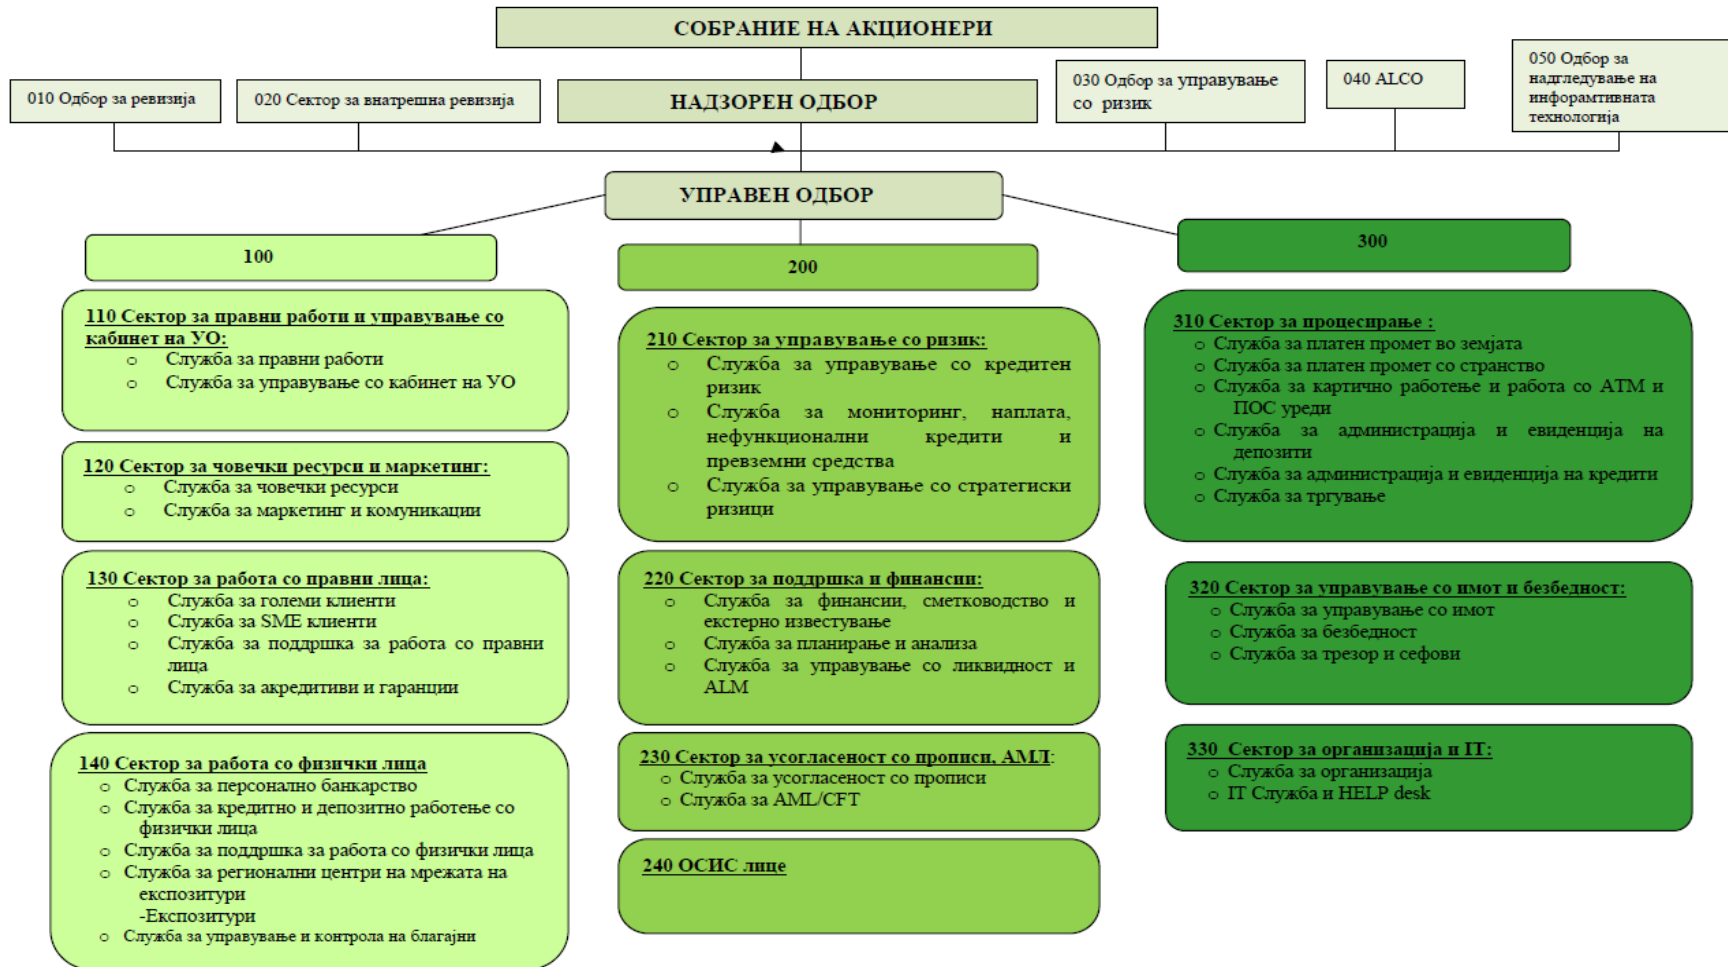 СОБРАНИЕ НА АКЦИОНЕРИ
010 Одбор за ревизија
020 Сектор за внатрешна ревизија
НАДЗОРЕН ОДБОР
030 Одбор за управување
со ризик
040 ALCO
050 Одбор за
надгледување на
инфорамтивната
технологија
УПРАВЕН ОДБОР
100
110 Сектор за правни работи и управување со
кабинет на УО:
o Служба за правни работи
o Служба за управување со кабинет на УО
120 Сектор за човечки ресурси и маркетинг:
o Служба за човечки ресурси
o Служба за маркетинг и комуникации
130 Сектор за работа со правни лица:
o Служба за големи клиенти
o Служба за SME клиенти
o Служба за поддршка за работа со правни
лица
o Служба за акредитиви и гаранции
140 Сектор за работа со физички лица
o Служба за персонално банкарство
o Служба за кредитно и депозитно работење со
физички лица
o Служба за поддршка за работа со физички лица
o Служба за регионални центри на мрежата на
експозитури
-Експозитури
o Служба за управување и контрола на благајни
200
210 Сектор за управување со ризик:
o Служба за управување со кредитен
ризик
o Служба за мониторинг, наплата,
нефункционални кредити и
превземни средства
o Служба за управување со стратегиски
ризици
220 Сектор за поддршка и финансии:
o Служба за финансии, сметководство и
екстерно известување
o Служба за планирање и анализа
o Служба за управување со ликвидност и
ALM
230 Сектор за усогласеност со прописи, АМЛ:
o Служба за усогласеност со прописи
o Служба за AML/CFT
240 ОСИС лице
300
310 Сектор за процесирање :
o Служба за платен промет во земјата
o Служба за платен промет со странство
o Служба за картично работење и работа со АТМ и
ПОС уреди
o Служба за администрација и евиденција на
депозити
o Служба за администрација и евиденција на кредити
o Служба за тргување
320 Сектор за управување со имот и безбедност:
o Служба за управување со имот
o Служба за безбедност
o Служба за трезор и сефови
330 Сектор за организација и IT:
o Служба за организација
o IT Служба и HELP desk